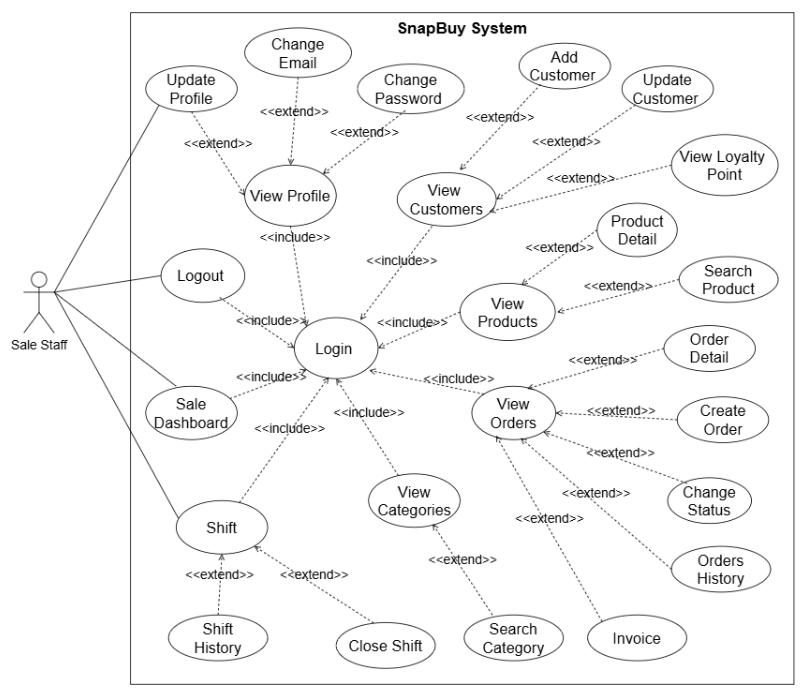 SnapBuy System
Change
Email
Add
Customer
Update
Profile
Change
Password
Update
Customer
<<extend>>
<<extend>>
<<extend>>
<<extend>>
<<extend>>
<<extend>>
View Loyalty
Point
View Profile
View
Customers
Product
Detail
<<include>>
<<extend>>
<<include>>
Logout
Search
Product
<<extend>>
View
Products
<<include>>
<<include>>
Sale Staff
Login
Order
Detail
<<extend>>
<<include>>
<<include>>
Sale
Dashboard
View
Orders
Create
Order
<<extend>>
<<include>>
<<include>>
<<extend>>
View
Categories
Change
Status
<<extend>>
<<extend>>
Shift
Orders
History
<<extend>>
<<extend>>
<<extend>>
Shift
History
Close Shift
Search
Category
Invoice